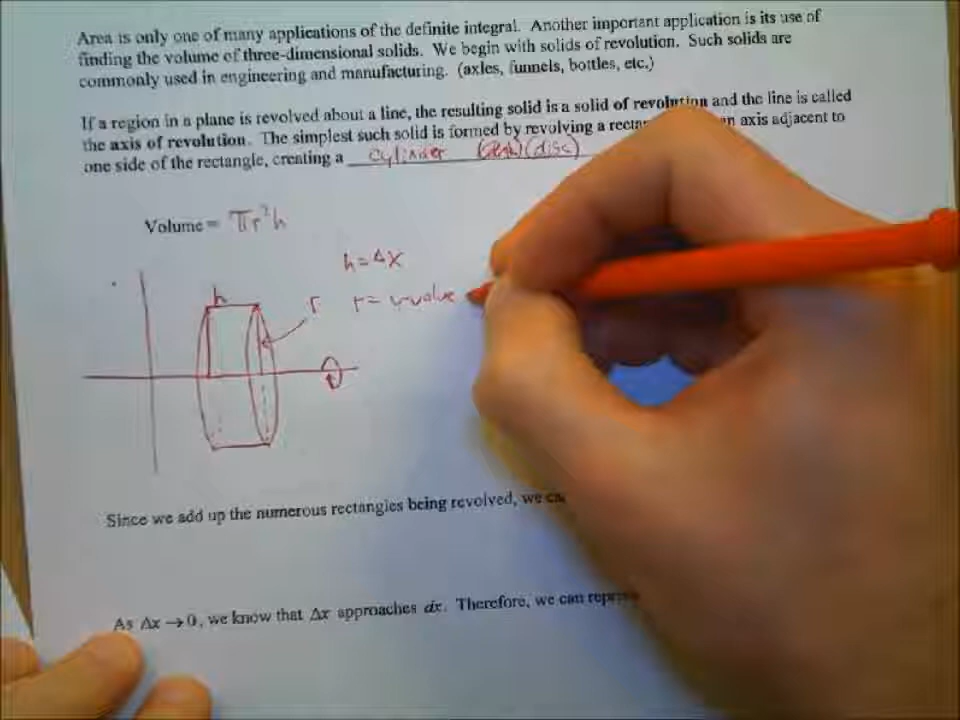 Area is only one of many applications of the definite integral. Another important application is its use of
finding the volume of three-dimensional solids. We begin with solids of revolution. Such solids are
commonly used in engineering and manufacturing. (axles, funnels, bottles, etc.)
If a region in a plane is revolved about a line, the resulting solid is a solid of revolution and the line is called
the axis of revolution. The simplest such solid is formed by revolving a an axis adjacent to
one side of the rectangle, creating a cylinder (disc)
Volume = πr²h
h = Δx
h
r
r = y-value
Since we add up the numerous rectangles being revolved, we
As Δx → 0, we know that Δx approaches dx. Therefore, we can